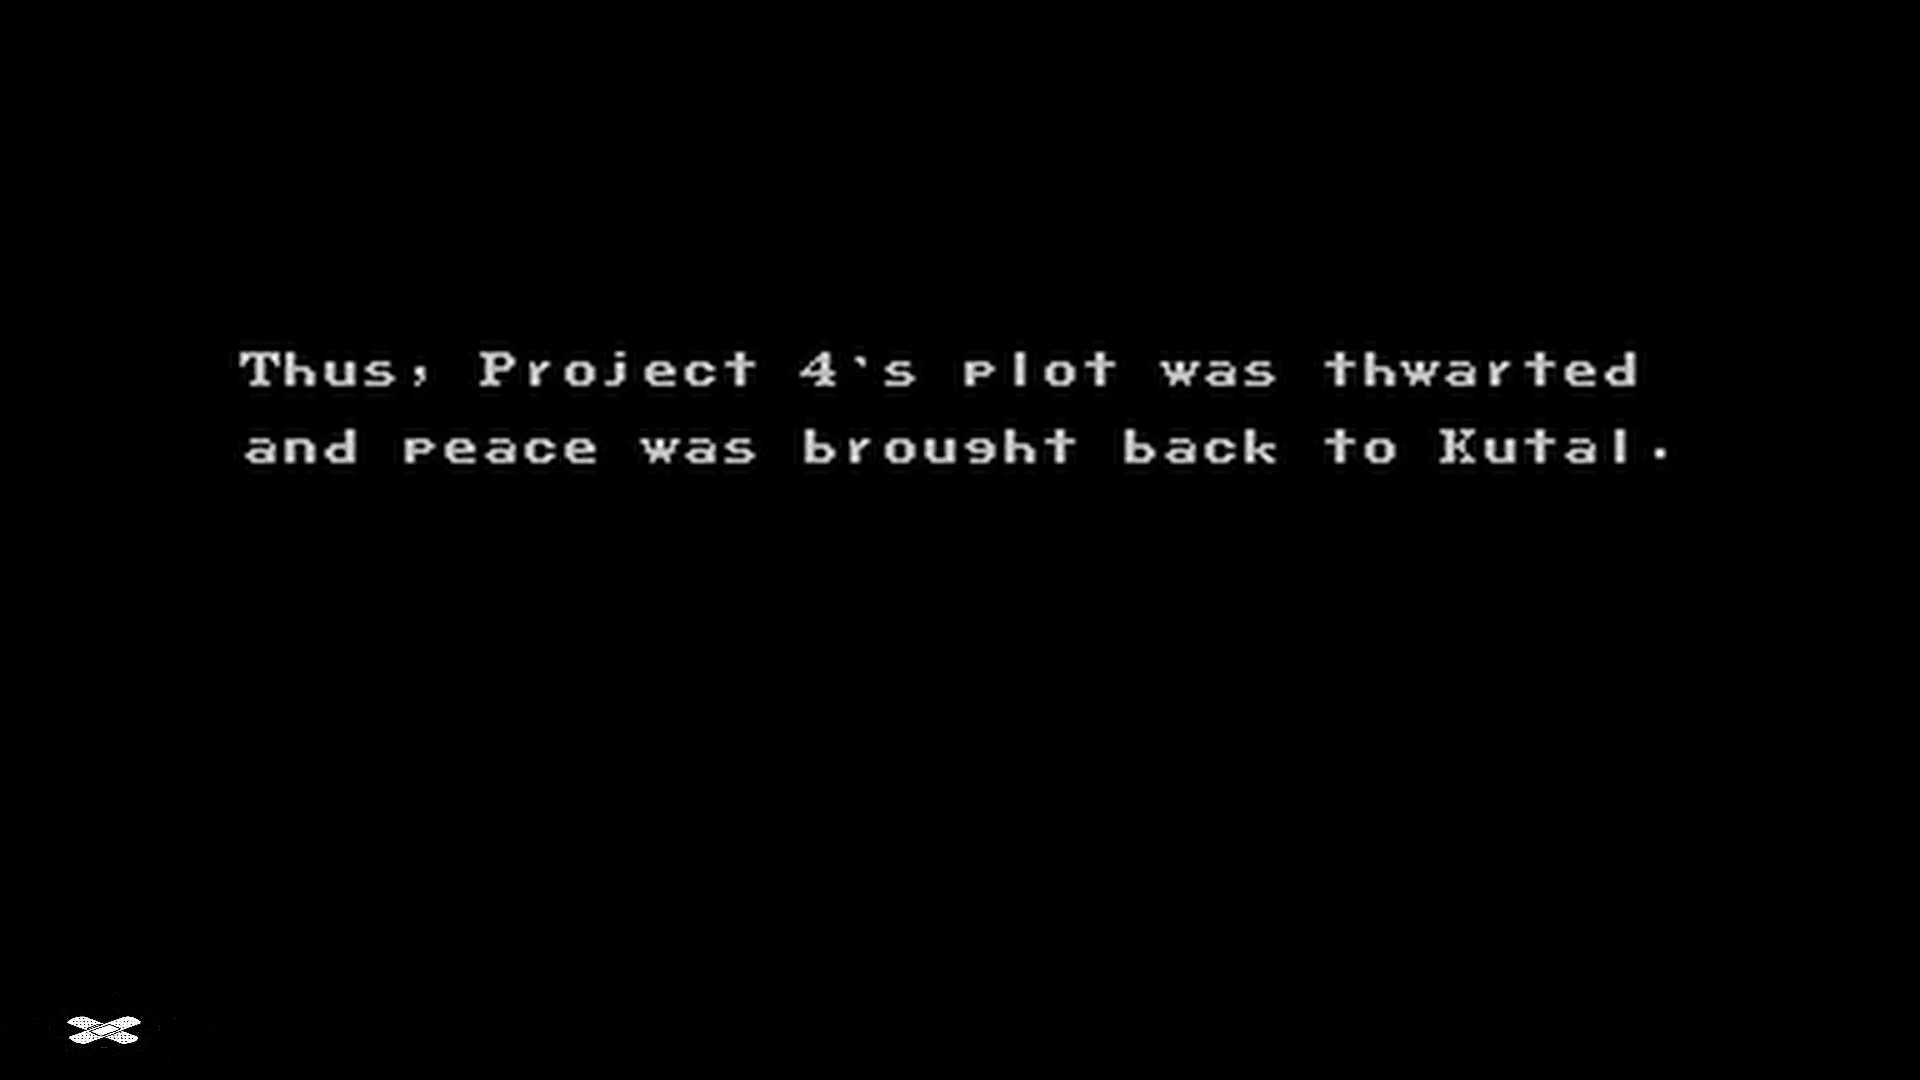 Thus, Project 4`s plot was thwarted
and peace was brought back to Kutal.